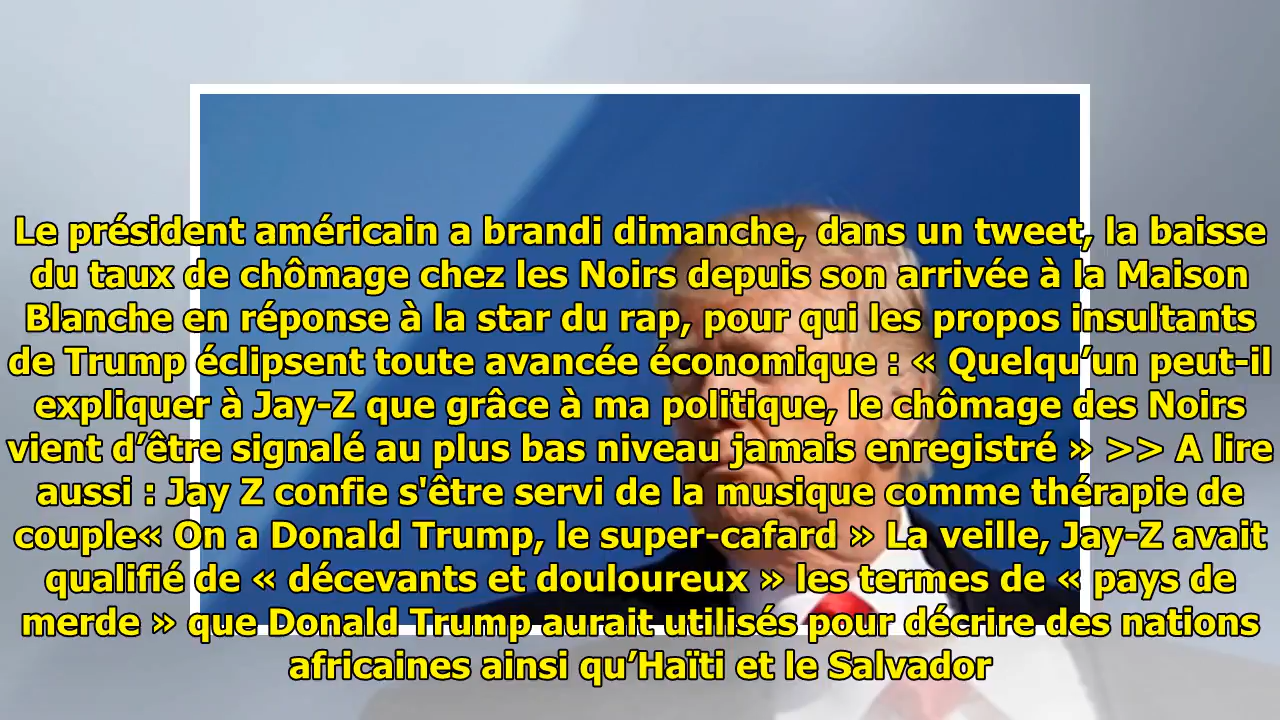 Le président américain a brandi dimanche, dans un tweet, la baisse
du taux de chômage chez les Noirs depuis son arrivée à la Maison
Blanche en réponse à la star du rap, pour qui les propos insultants
de Trump éclipsent toute avancée économique : « Quelqu’un peut-il
expliquer à Jay-Z que grâce à ma politique, le chômage des Noirs
vient d’être signalé au plus bas niveau jamais enregistré » >> A lire
aussi : Jay Z confie s'être servi de la musique comme thérapie de
couple« On a Donald Trump, le super-cafard » La veille, Jay-Z avait
qualifié de « décevants et douloureux » les termes de « pays de
merde » que Donald Trump aurait utilisés pour décrire des nations
africaines ainsi qu’Haïti et le Salvador